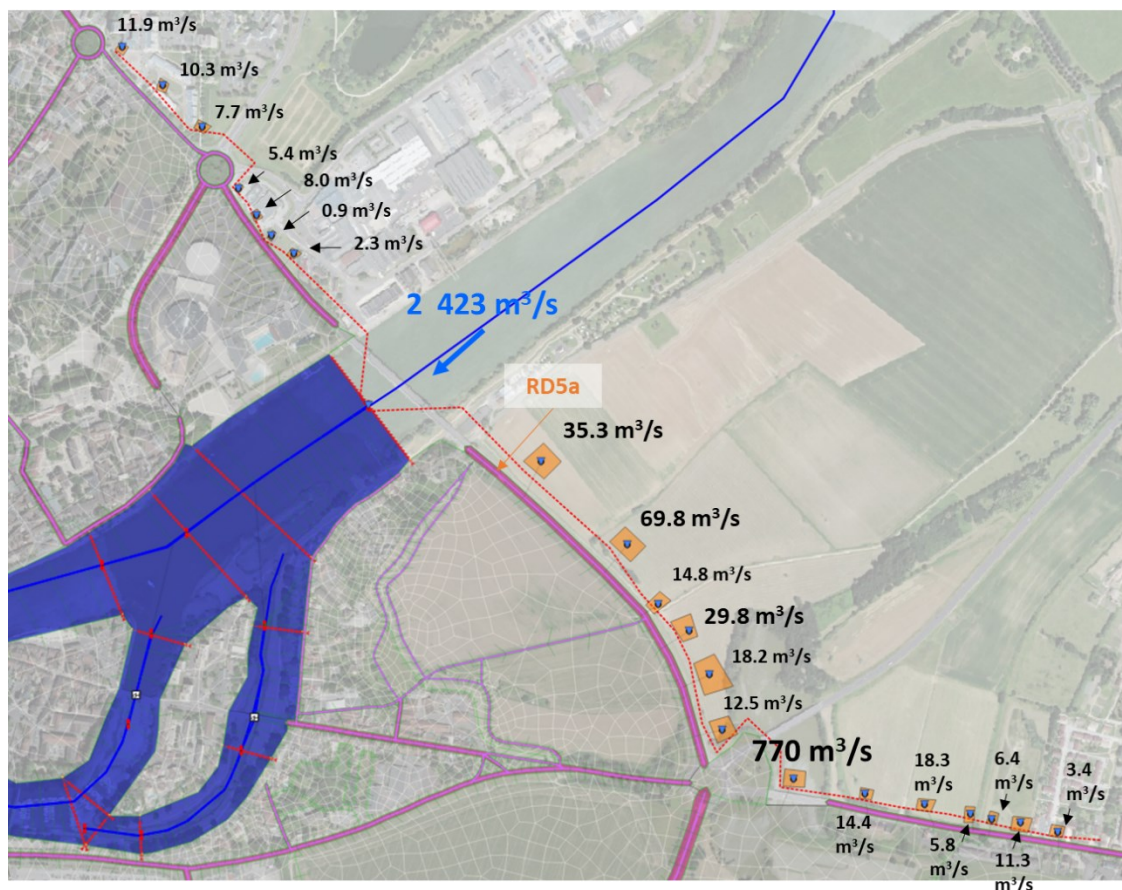 11.9 m³/s
10.3 m³/s
7.7 m³/s
5.4 m³/s
8.0 m³/s
0.9 m³/s
2.3 m³/s
2 423 m³/s
RD5a
35.3 m³/s
69.8 m³/s
14.8 m³/s
29.8 m³/s
18.2 m³/s
12.5 m³/s
770 m³/s
14.4
m³/s
18.3
m³/s
5.8
m³/s
6.4
m³/s
11.3
m³/s
3.4
m³/s